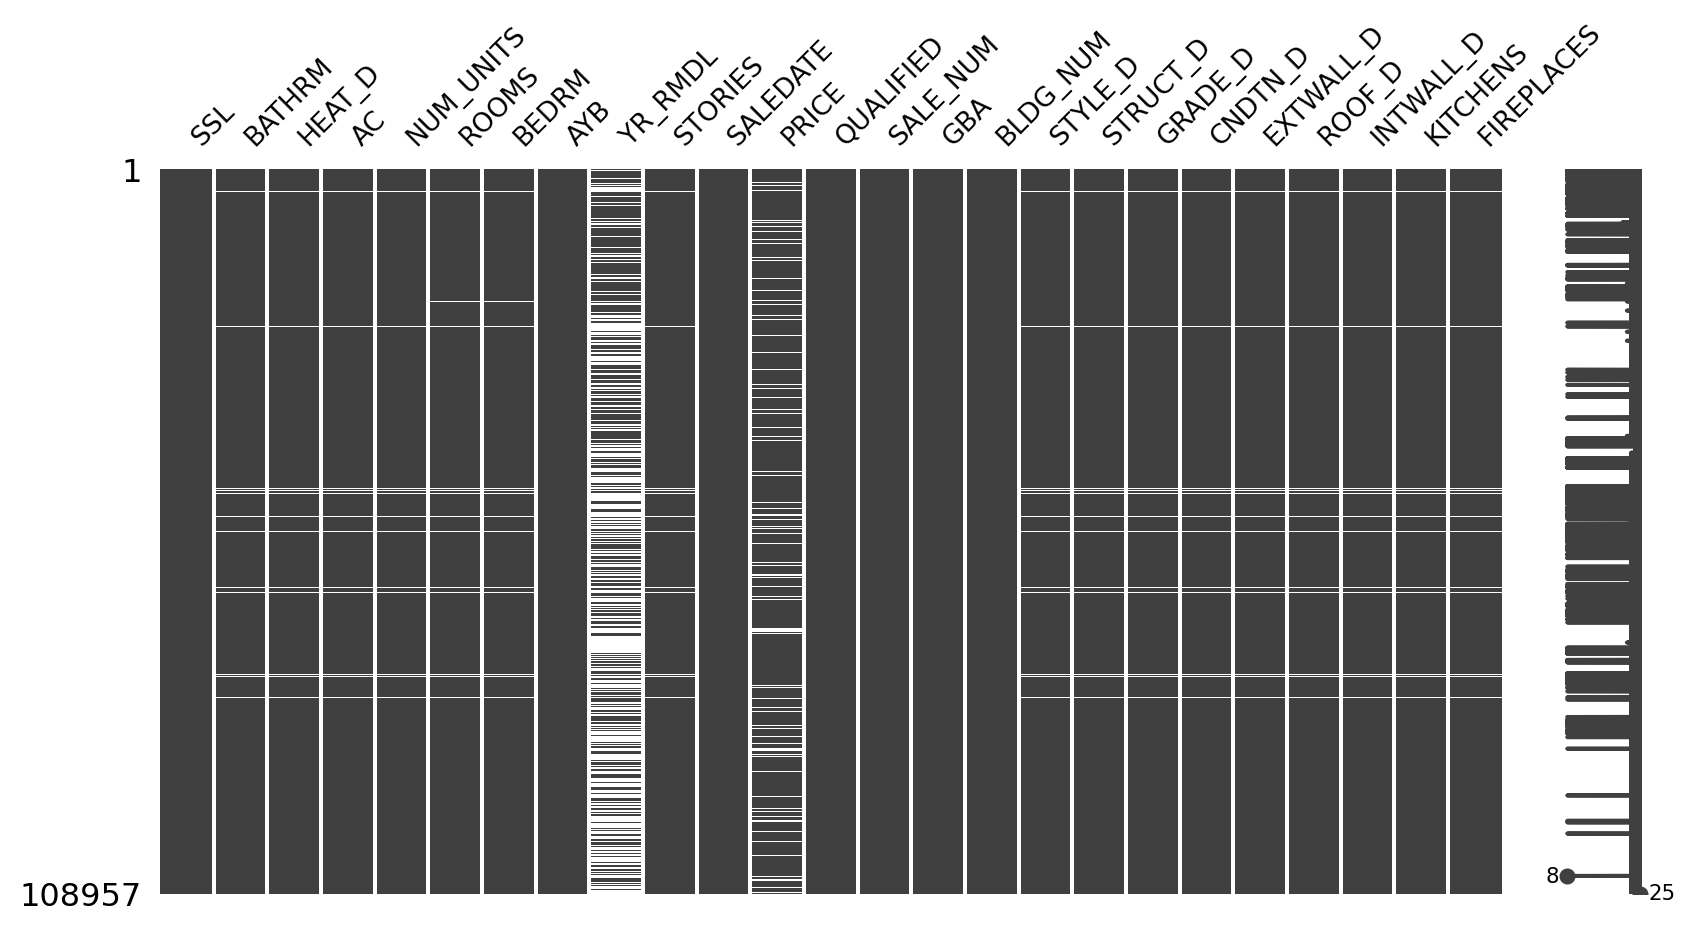 SSL
BATHRM
HEAT_D
AC
NUM_UNITS
ROOMS
BEDRM
AYB
YR_RMDL
STORIES
SALEDATE
PRICE
QUALIFIED
SALE_NUM
GBA
BLDG_NUM
STYLE_D
STRUCT_D
GRADE_D
CNDTN_D
EXTWALL_D
ROOF_D
INTWALL_D
KITCHENS
FIREPLACES
1
8
25
108957